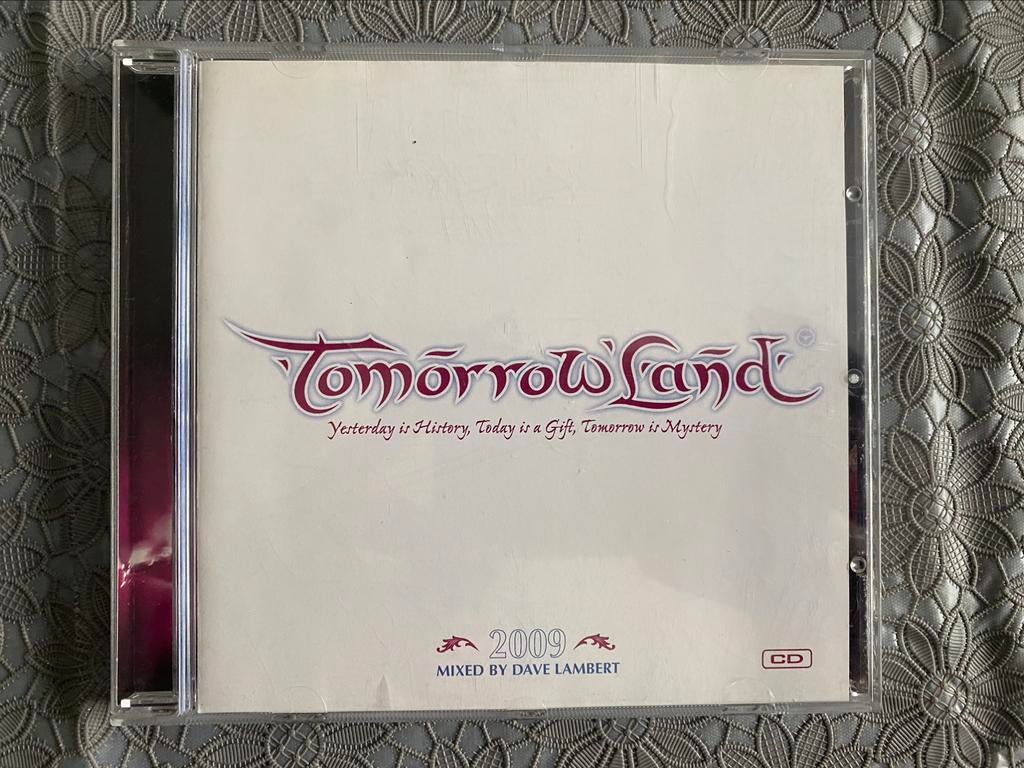 TomorrowLand
Yesterday is History, Today is a Gift, Tomorrow is Mystery
2009
MIXED BY DAVE LAMBERT
CD